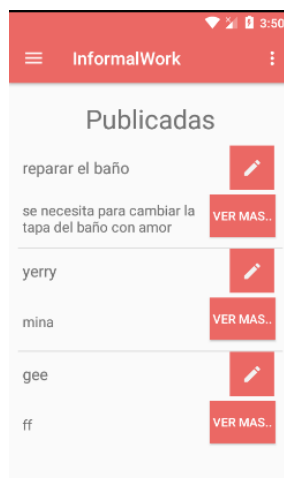 3:50
InformalWork
Publicadas
reparar el baño
se necesita para cambiar la
tapa del baño con amor
VER MAS..
yerry
mina
VER MAS..
gee
ff
VER MAS..